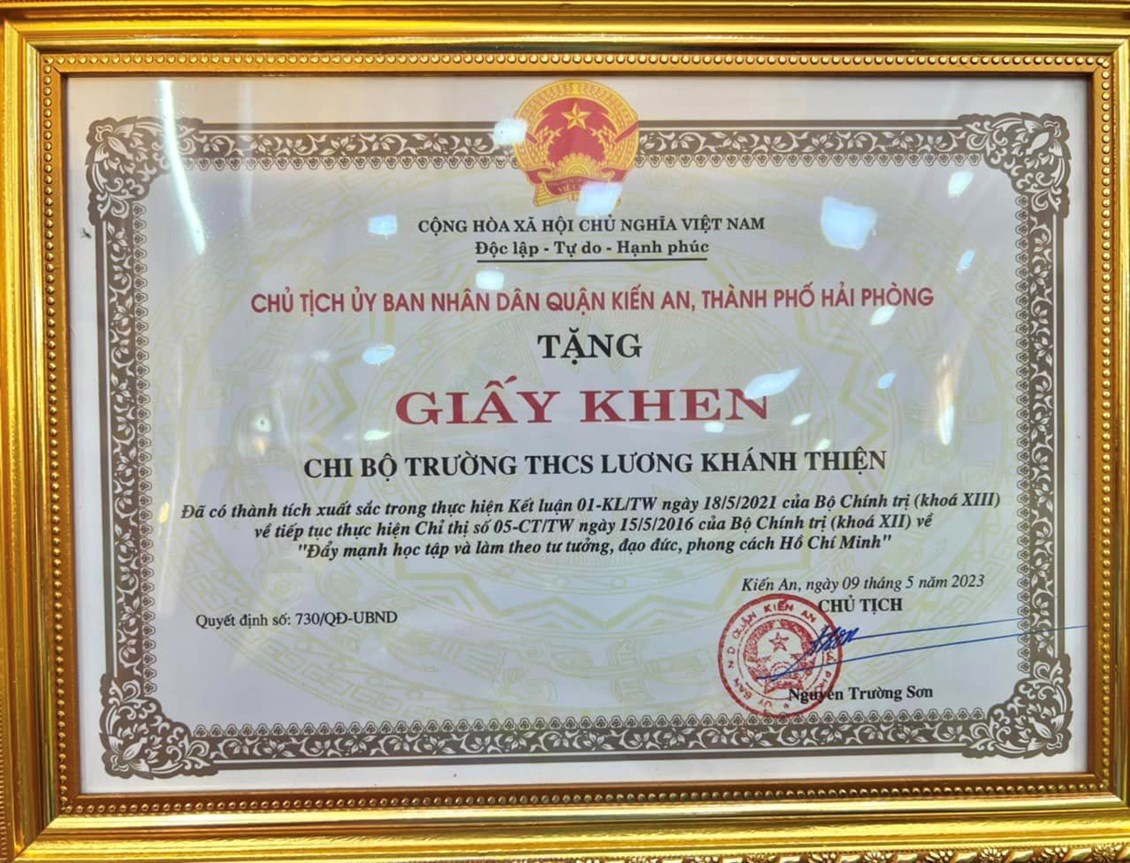 CỘNG HÒA XÃ HỘI CHỦ NGHĨA VIỆT NAM
Độc lập - Tự do - Hạnh phúc
CHỦ TỊCH ỦY BAN NHÂN DÂN QUẬN KIẾN AN, THÀNH PHỐ HẢI PHÒNG
TẶNG
GIẤY KHEN
CHI BỘ TRƯỜNG THCS LƯƠNG KHÁNH THIỆN
Đã có thành tích xuất sắc trong thực hiện Kết luận 01-KL/TW ngày 18/5/2021 của Bộ Chính trị (khoá XIII)
về tiếp tục thực hiện Chỉ thị số 05-CT/TW ngày 15/5/2016 của Bộ Chính trị (khoá XII) về
"Đẩy mạnh học tập và làm theo tư tưởng, đạo đức, phong cách Hồ Chí Minh"
Kiến An, ngày 09 tháng 5 năm 2023
CHỦ TỊCH
Quyết định số: 730/QĐ-UBND
ỦY BAN N.D QUẬN KIẾN AN
Nguyễn Trường Sơn